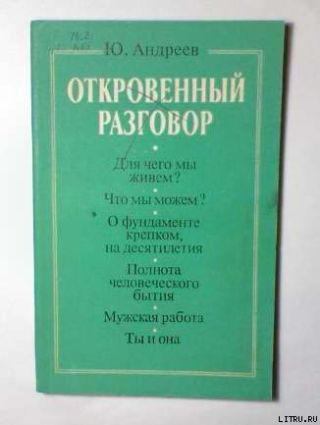 Ю. Андреев
ОТКРОВЕННЫЙ
РАЗГОВОР
Для чего мы
живем?
Что мы можем?
О фундаменте
крепком,
на десятилетия
Полнота
человеческого
бытия
Мужская работа
Ты и она
LITRU.RU